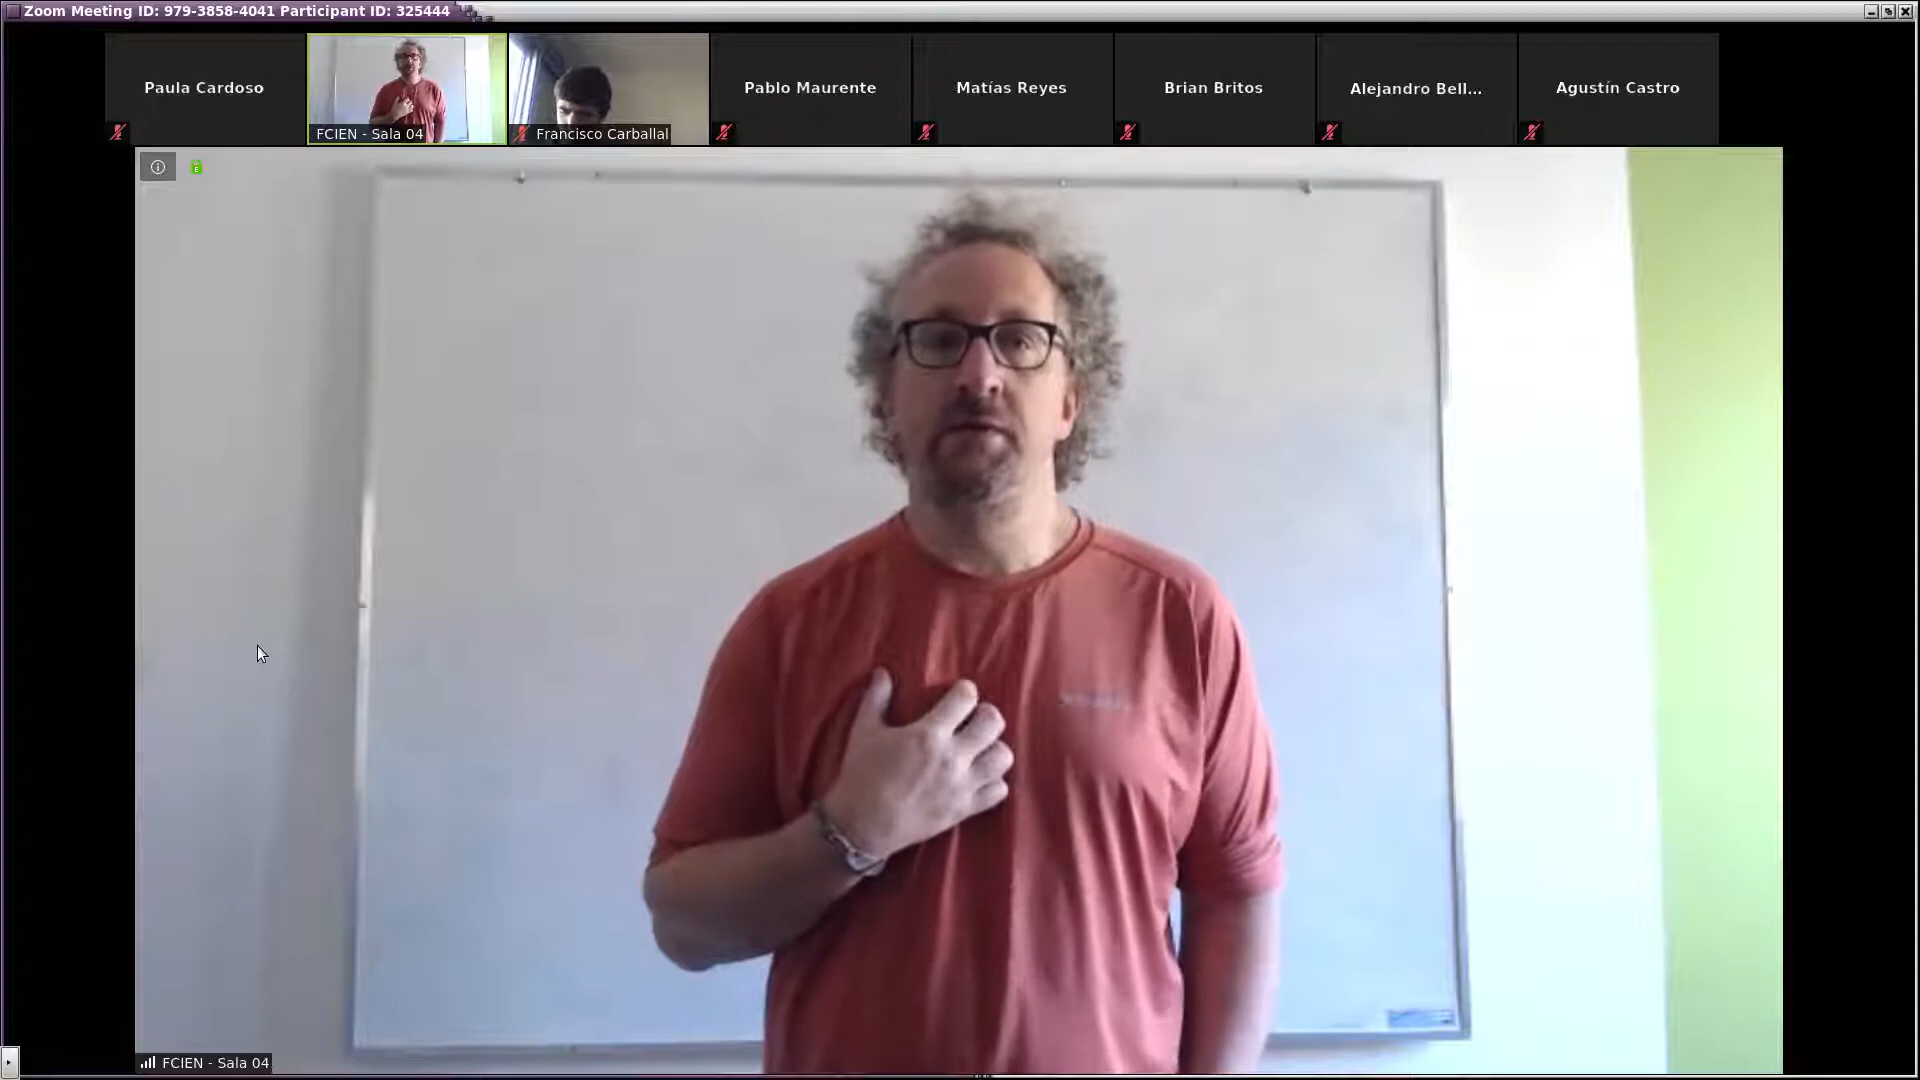 Zoom Meeting ID: 979-3858-4041 Participant ID: 325444
Paula Cardoso
FCIEN - Sala 04
Francisco Carballal
Pablo Maurente
Matías Reyes
Brian Britos
Alejandro Bell...
Agustín Castro
FCIEN - Sala 04